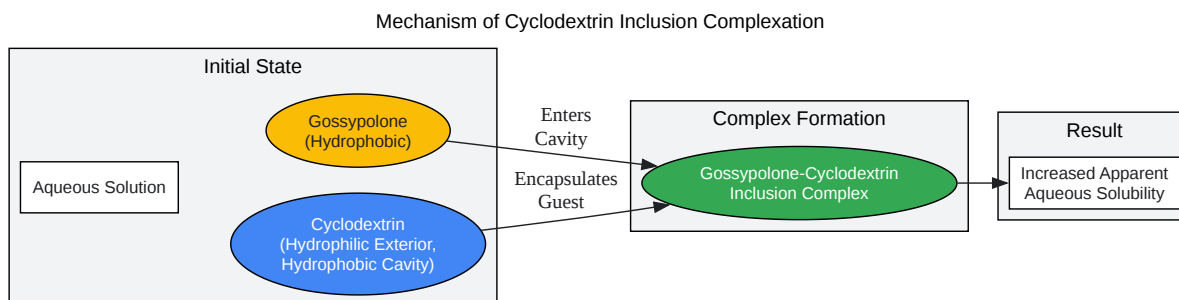 Mechanism of Cyclodextrin Inclusion Complexation
Initial State
Gossypolone
(Hydrophobic)
Aqueous Solution
Cyclodextrin
(Hydrophilic Exterior,
Hydrophobic Cavity)
Enters
Cavity
Encapsulates
Guest
Complex Formation
Gossypolone-Cyclodextrin
Inclusion Complex
Result
Increased Apparent
Aqueous Solubility